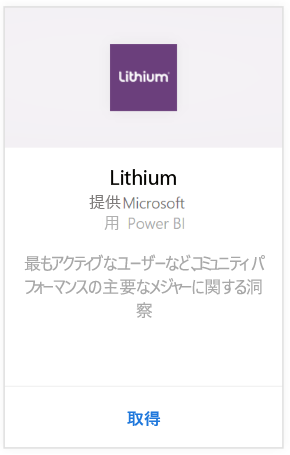 Lithium
Lithium
提供 Microsoft
用 Power BI
最もアクティブなユーザーなど、コミュニティ パ
フォーマンスの主要なメジャーに関する洞
察
取得